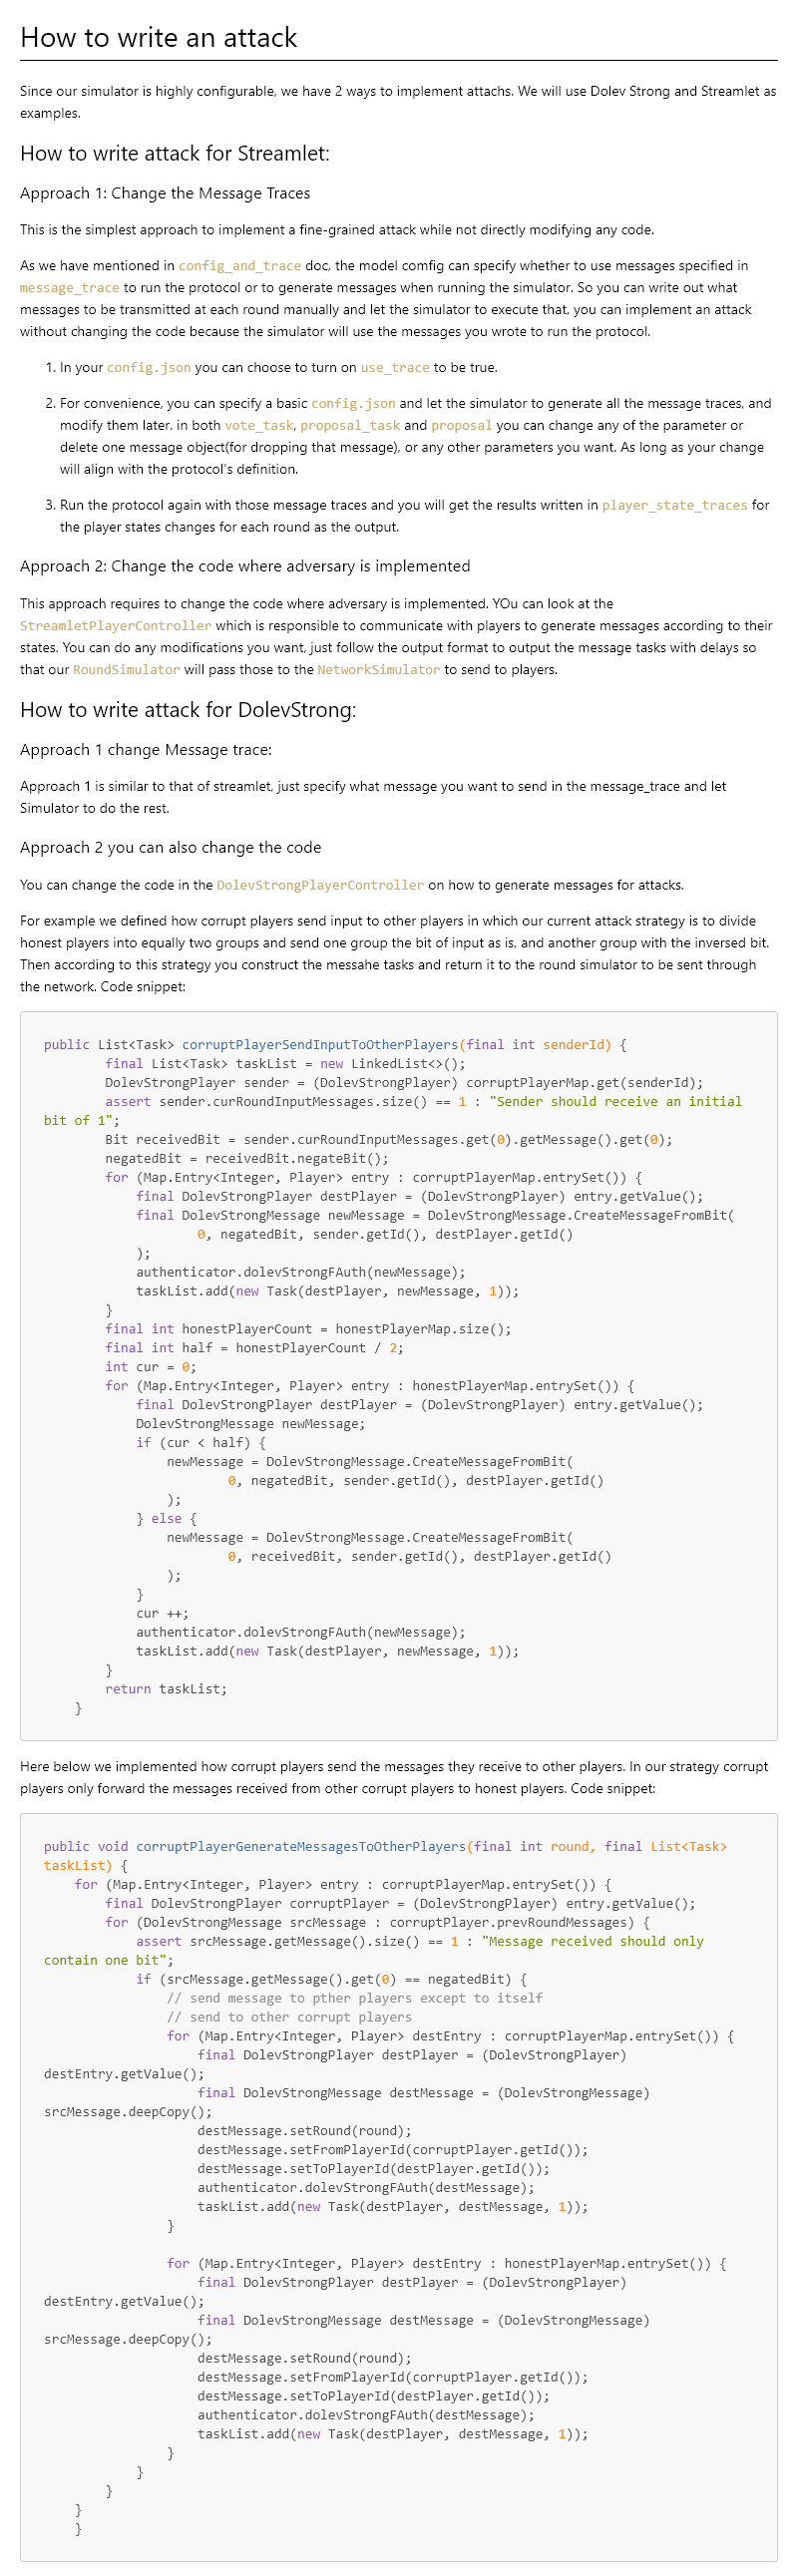 How to write an attack
Since our simulator is highly configurable, we have 2 ways to implement attachs. We will use Dolev Strong and Streamlet as
examples.
How to write attack for Streamlet:
Approach 1: Change the Message Traces
This is the simplest approach to implement a fine-grained attack while not directly modifying any code.
As we have mentioned in config_and_trace doc, the model comfig can specify whether to use messages specified in
message_trace to run the protocol or to generate messages when running the simulator. So you can write out what
messages to be transmitted at each round manually and let the simulator to execute that, you can implement an attack
without changing the code because the simulator will use the messages you wrote to run the protocol.
1. In your config.json you can choose to turn on use_trace to be true.
2. For convenience, you can specify a basic config.json and let the simulator to generate all the message traces, and
modify them later. in both vote_task, proposal_task and proposal you can change any of the parameter or
delete one message object(for dropping that message), or any other parameters you want. As long as your change
will align with the protocol's definition.
3. Run the protocol again with those message traces and you will get the results written in player_state_traces for
the player states changes for each round as the output.
Approach 2: Change the code where adversary is implemented
This approach requires to change the code where adversary is implemented. YOu can look at the
StreamletPlayerController which is responsible to communicate with players to generate messages according to their
states. You can do any modifications you want, just follow the output format to output the message tasks with delays so
that our RoundSimulator will pass those to the NetworkSimulator to send to players.
How to write attack for DolevStrong:
Approach 1 change Message trace:
Approach 1 is similar to that of streamlet, just specify what message you want to send in the message_trace and let
Simulator to do the rest.
Approach 2 you can also change the code
You can change the code in the DolevStrongPlayerController on how to generate messages for attacks.
For example we defined how corrupt players send input to other players in which our current attack strategy is to divide
honest players into equally two groups and send one group the bit of input as is, and another group with the inversed bit.
Then according to this strategy you construct the messahe tasks and return it to the round simulator to be sent through
the network. Code snippet:
public List<Task> corruptPlayerSendInputToOtherPlayers(final int senderId) {
        final List<Task> taskList = new LinkedList<>();
        DolevStrongPlayer sender = (DolevStrongPlayer) corruptPlayerMap.get(senderId);
        assert sender.curRoundInputMessages.size() == 1 : "Sender should receive an initial
bit of 1";
        Bit receivedBit = sender.curRoundInputMessages.get(0).getMessage().get(0);
        negatedBit = receivedBit.negateBit();
        for (Map.Entry<Integer, Player> entry : corruptPlayerMap.entrySet()) {
            final DolevStrongPlayer destPlayer = (DolevStrongPlayer) entry.getValue();
            final DolevStrongMessage newMessage = DolevStrongMessage.CreateMessageFromBit(
                    0, negatedBit, sender.getId(), destPlayer.getId()
            );
            authenticator.dolevStrongFAuth(newMessage);
            taskList.add(new Task(destPlayer, newMessage, 1));
        }
        final int honestPlayerCount = honestPlayerMap.size();
        final int half = honestPlayerCount / 2;
        int cur = 0;
        for (Map.Entry<Integer, Player> entry : honestPlayerMap.entrySet()) {
            final DolevStrongPlayer destPlayer = (DolevStrongPlayer) entry.getValue();
            DolevStrongMessage newMessage;
            if (cur < half) {
                newMessage = DolevStrongMessage.CreateMessageFromBit(
                        0, negatedBit, sender.getId(), destPlayer.getId()
                );
            } else {
                newMessage = DolevStrongMessage.CreateMessageFromBit(
                        0, receivedBit, sender.getId(), destPlayer.getId()
                );
            }
            cur ++;
            authenticator.dolevStrongFAuth(newMessage);
            taskList.add(new Task(destPlayer, newMessage, 1));
        }
        return taskList;
    }
Here below we implemented how corrupt players send the messages they receive to other players. In our strategy corrupt
players only forward the messages received from other corrupt players to honest players. Code snippet:
public void corruptPlayerGenerateMessagesToOtherPlayers(final int round, final List<Task>
taskList) {
    for (Map.Entry<Integer, Player> entry : corruptPlayerMap.entrySet()) {
        final DolevStrongPlayer corruptPlayer = (DolevStrongPlayer) entry.getValue();
        for (DolevStrongMessage srcMessage : corruptPlayer.prevRoundMessages) {
            assert srcMessage.getMessage().size() == 1 : "Message received should only
contain one bit";
            if (srcMessage.getMessage().get(0) == negatedBit) {
                // send message to pther players except to itself
                // send to other corrupt players
                for (Map.Entry<Integer, Player> destEntry : corruptPlayerMap.entrySet()) {
                    final DolevStrongPlayer destPlayer = (DolevStrongPlayer)
destEntry.getValue();
                    final DolevStrongMessage destMessage = (DolevStrongMessage)
srcMessage.deepCopy();
                    destMessage.setRound(round);
                    destMessage.setFromPlayerId(corruptPlayer.getId());
                    destMessage.setToPlayerId(destPlayer.getId());
                    authenticator.dolevStrongFAuth(destMessage);
                    taskList.add(new Task(destPlayer, destMessage, 1));
                }
                for (Map.Entry<Integer, Player> destEntry : honestPlayerMap.entrySet()) {
                    final DolevStrongPlayer destPlayer = (DolevStrongPlayer)
destEntry.getValue();
                    final DolevStrongMessage destMessage = (DolevStrongMessage)
srcMessage.deepCopy();
                    destMessage.setRound(round);
                    destMessage.setFromPlayerId(corruptPlayer.getId());
                    destMessage.setToPlayerId(destPlayer.getId());
                    authenticator.dolevStrongFAuth(destMessage);
                    taskList.add(new Task(destPlayer, destMessage, 1));
                }
            }
        }
    }
    }